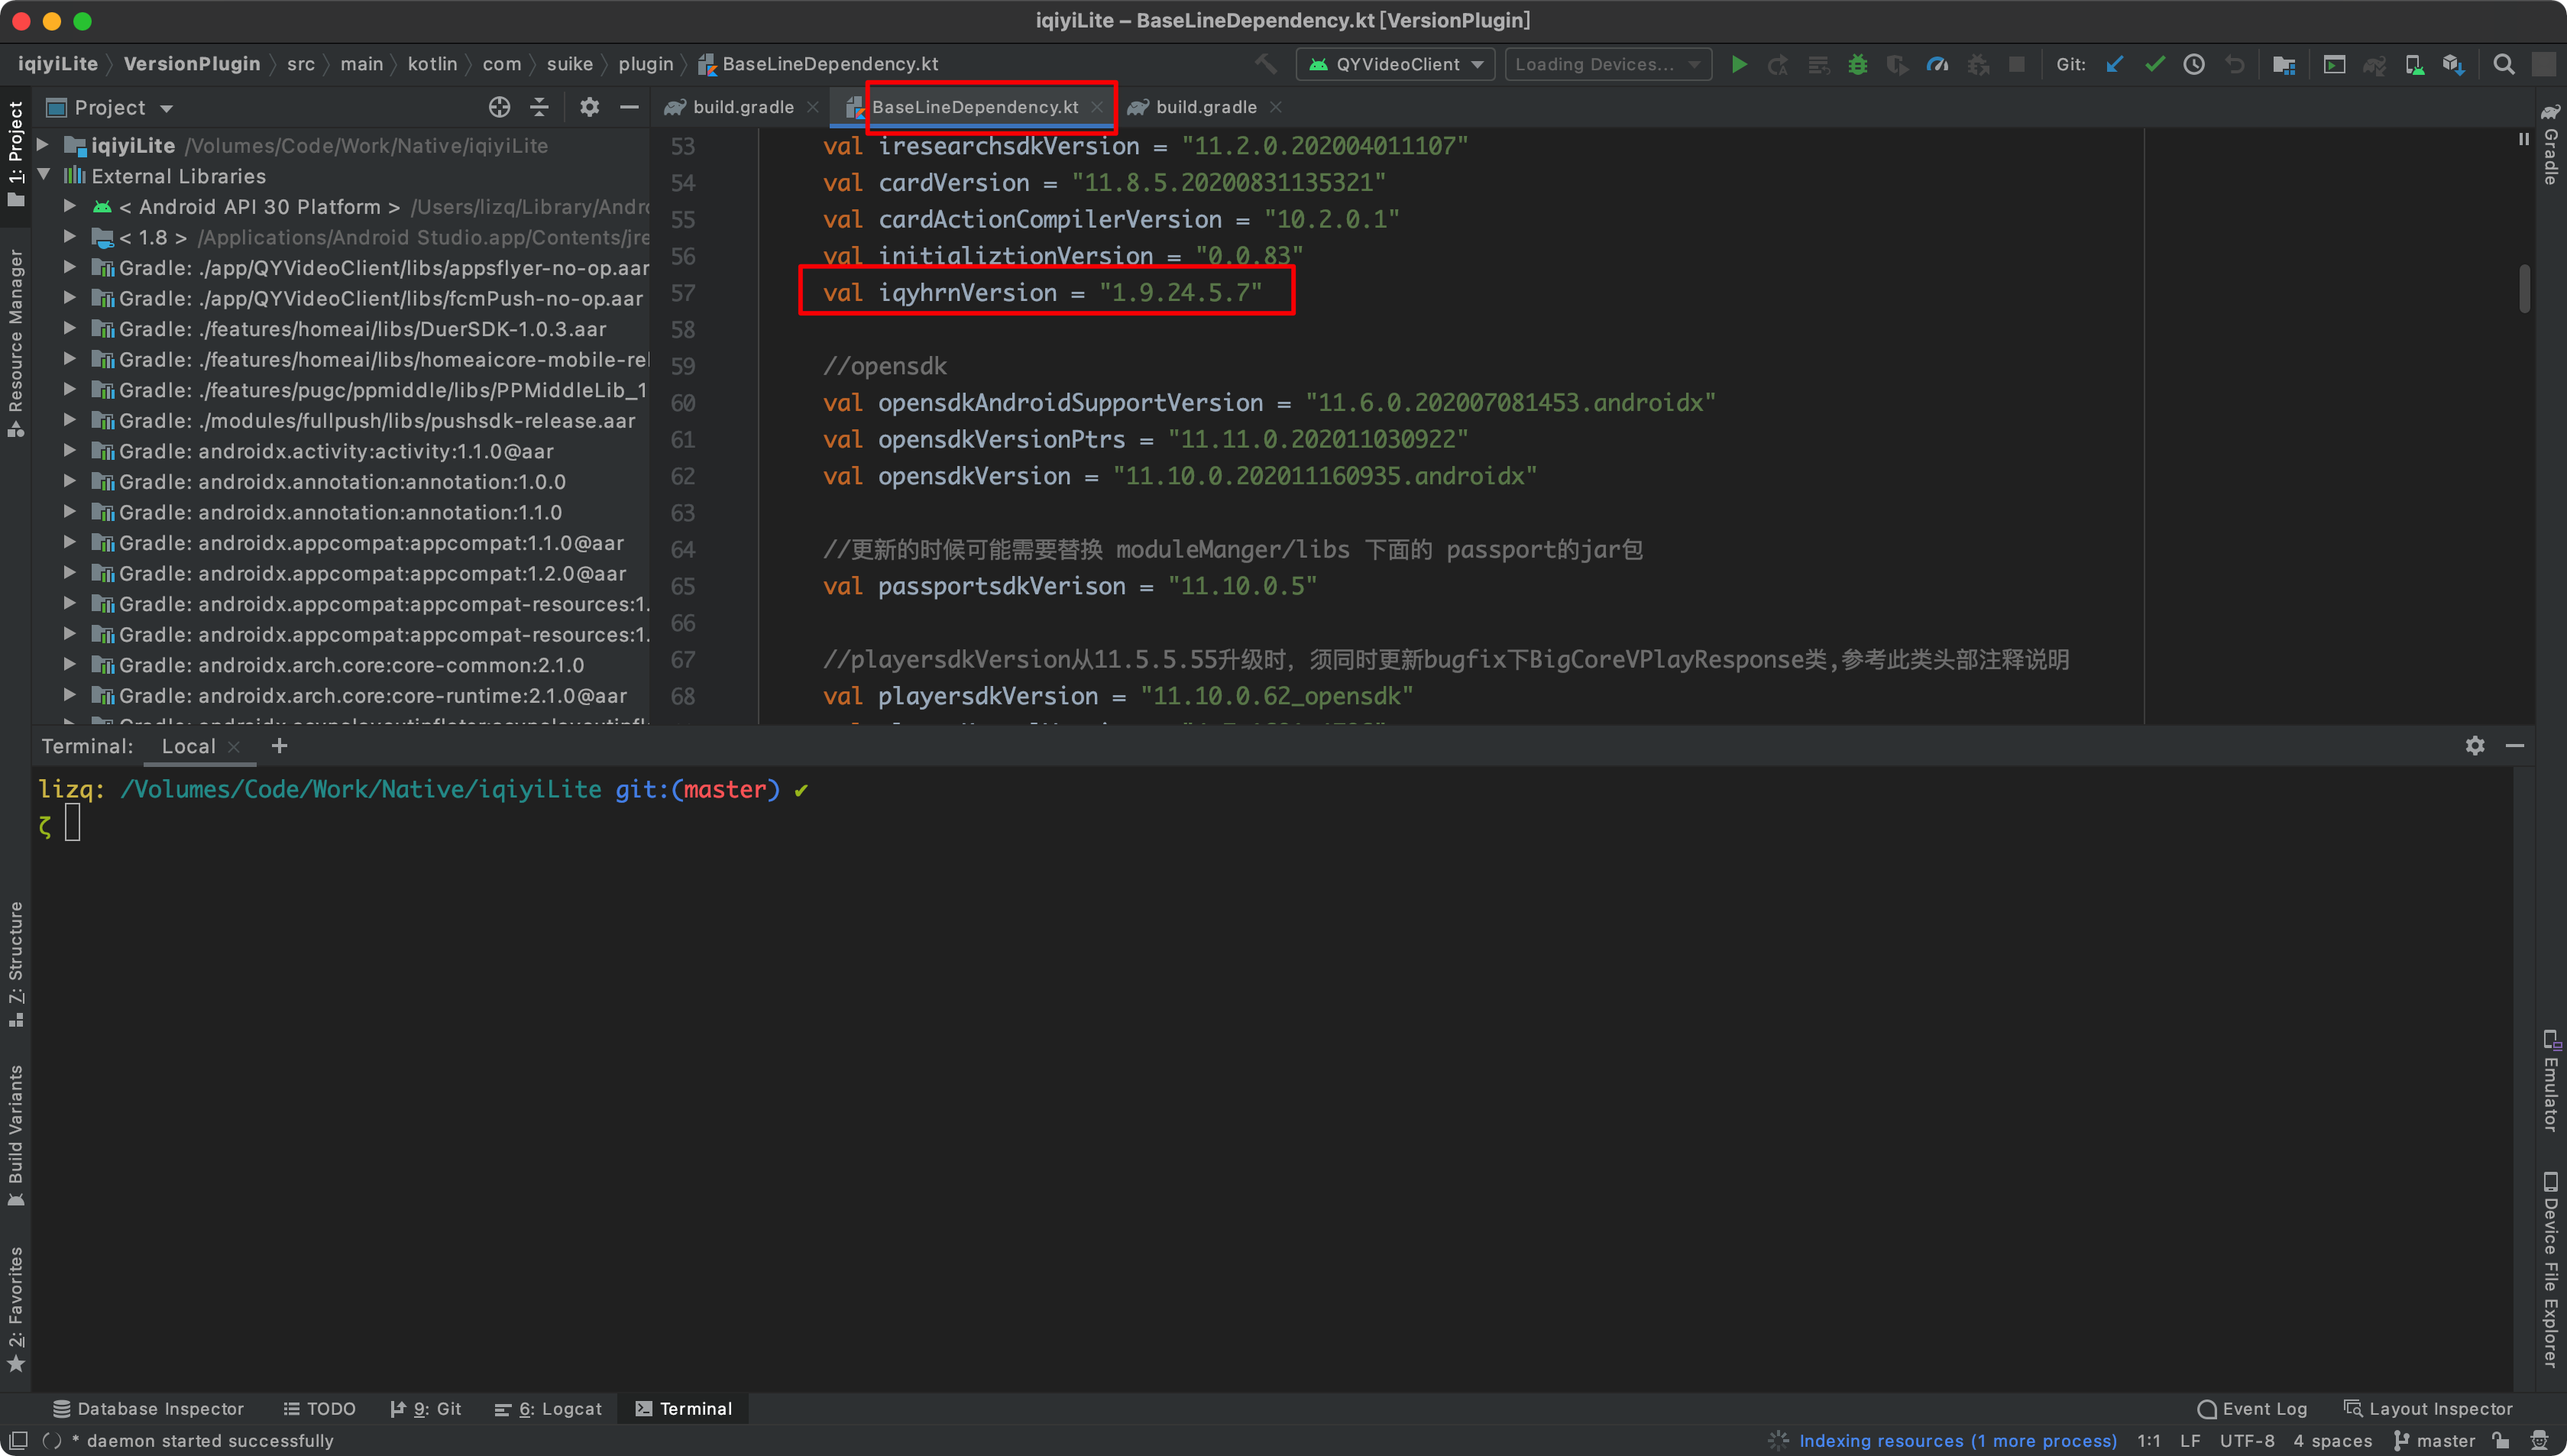 iqiyiLite – BaseLineDependency.kt [VersionPlugin]
iqiyiLite VersionPlugin src main kotlin com suike plugin BaseLineDependency.kt
QYVideoClient Loading Devices... Git:
Project
build.gradle BaseLineDependency.kt build.gradle
1: Project
Resource Manager
Z: Structure
Build Variants
2: Favorites
iqiyiLite /Volumes/Code/Work/Native/iqiyiLite
External Libraries
< Android API 30 Platform > /Users/lizq/Library/Andr
< 1.8 > /Applications/Android Studio.app/Contents/jre
Gradle: ./app/QYVideoClient/libs/appsflyer-no-op.aar
Gradle: ./app/QYVideoClient/libs/fcmPush-no-op.aar
Gradle: ./features/homeai/libs/DuerSDK-1.0.3.aar
Gradle: ./features/homeai/libs/homeaicore-mobile-rel
Gradle: ./features/pugc/ppmiddle/libs/PPMiddleLib_1
Gradle: ./modules/fullpush/libs/pushsdk-release.aar
Gradle: androidx.activity:activity:1.1.0@aar
Gradle: androidx.annotation:annotation:1.0.0
Gradle: androidx.annotation:annotation:1.1.0
Gradle: androidx.appcompat:appcompat:1.1.0@aar
Gradle: androidx.appcompat:appcompat:1.2.0@aar
Gradle: androidx.appcompat:appcompat-resources:1.
Gradle: androidx.appcompat:appcompat-resources:1.
Gradle: androidx.arch.core:core-common:2.1.0
Gradle: androidx.arch.core:core-runtime:2.1.0@aar
53 val iresearchsdkVersion = "11.2.0.202004011107"
54 val cardVersion = "11.8.5.20200831135321"
55 val cardActionCompilerVersion = "10.2.0.1"
56 val initializtionVersion = "0.0.83"
57 val iqyhrnVersion = "1.9.24.5.7"
58
59 //opensdk
60 val opensdkAndroidSupportVersion = "11.6.0.202007081453.androidx"
61 val opensdkVersionPtrs = "11.11.0.202011030922"
62 val opensdkVersion = "11.10.0.202011160935.androidx"
63
64 //更新的时候可能需要替换 moduleManger/libs 下面的 passport的jar包
65 val passportsdkVerison = "11.10.0.5"
66
67 //playersdkVersion从11.5.5.55升级时，须同时更新bugfix下BigCoreVPlayResponse类,参考此类头部注释说明
68 val playersdkVersion = "11.10.0.62_opensdk"
Gradle
Emulator
Device File Explorer
Terminal: Local +
lizq: /Volumes/Code/Work/Native/iqiyiLite git:(master) ✔
ζ
Database Inspector TODO 9: Git 6: Logcat Terminal Event Log Layout Inspector
* daemon started successfully Indexing resources (1 more process) 1:1 LF UTF-8 4 spaces master